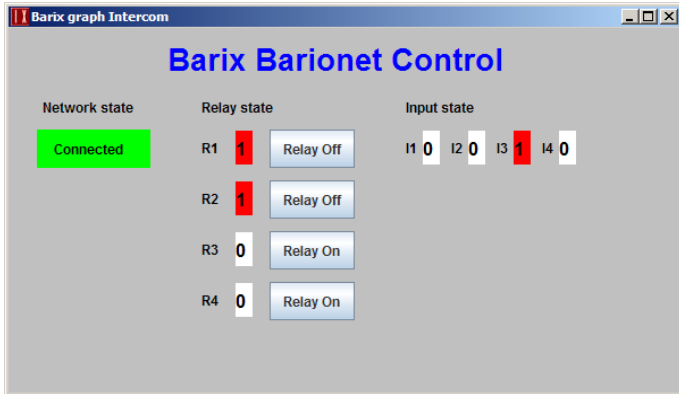 Barix graph Intercom
Barix Barionet Control
Network state Relay state Input state
Connected R1 1 Relay Off I1 0 I2 0 I3 1 I4 0
R2 1 Relay Off
R3 0 Relay On
R4 0 Relay On